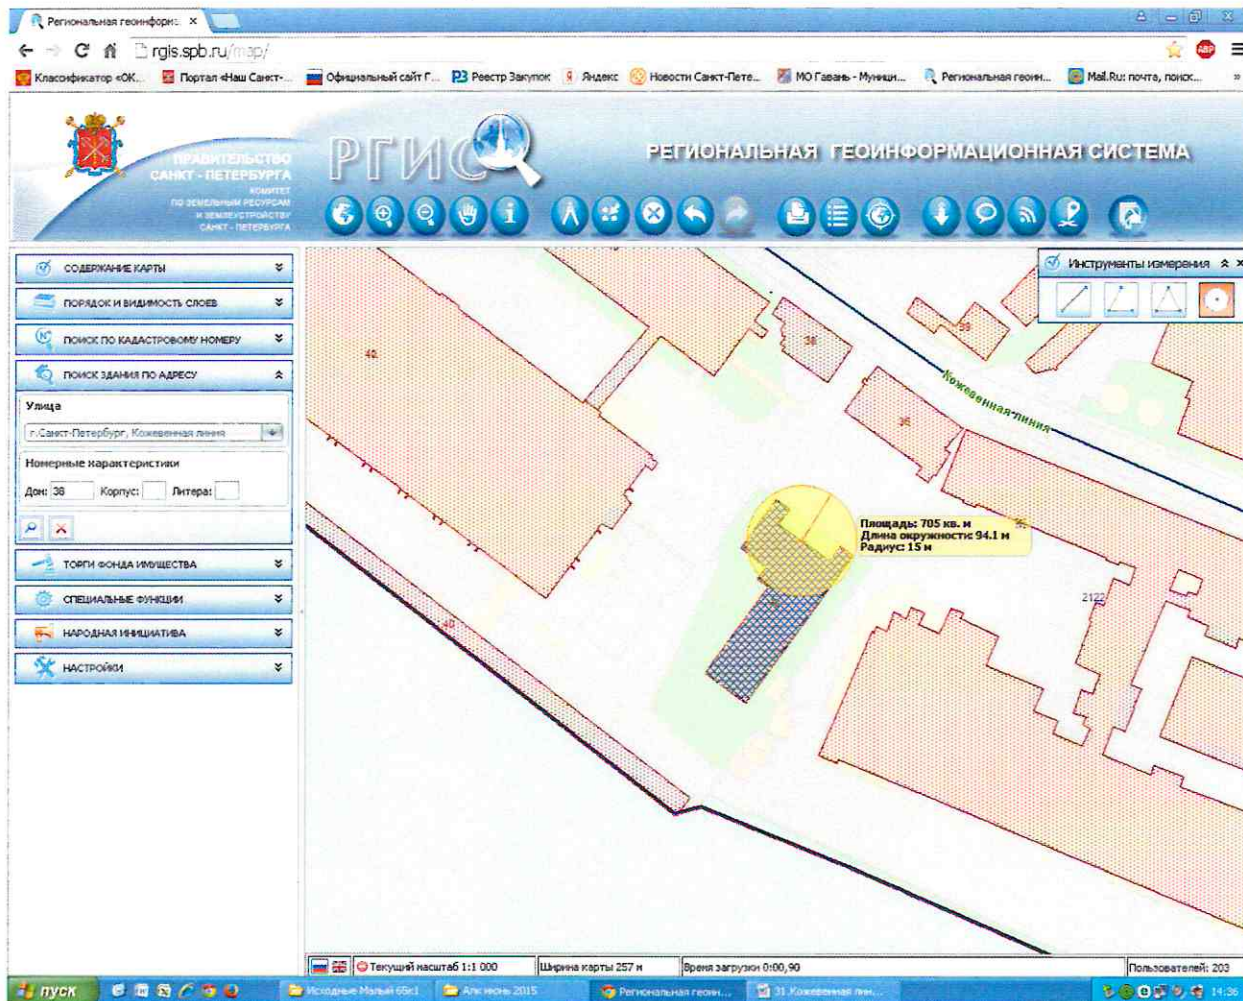 Региональная геоинформ: x
rgis.spb.ru/map/
ABP
Классификатор «ОК... Портал «Наш Санкт-... Официальный сайт Г... РЗ Реестр Закупок Я Яндекс Новости Санкт-Пете... МО Гавань - Муници... Региональная геоин... Mail.Ru: почта, поиск... »
ПРАВИТЕЛЬСТВО
САНКТ - ПЕТЕРБУРГА
КОМИТЕТ
ПО ЗЕМЕЛЬНЫМ РЕСУРСАМ
И ЗЕМЛЕУСТРОЙСТВУ
САНКТ - ПЕТЕРБУРГА
РГИС
РЕГИОНАЛЬНАЯ ГЕОИНФОРМАЦИОННАЯ СИСТЕМА
СОДЕРЖАНИЕ КАРТЫ
ПОРЯДОК И ВИДИМОСТЬ СЛОЕВ
ПОИСК ПО КАДАСТРОВОМУ НОМЕРУ
ПОИСК ЗДАНИЯ ПО АДРЕСУ
Улица
г.Санкт-Петербург, Кожевенная линия
Номерные характеристики
Дом: 38 Корпус: Литера:
ТОРГИ ФОНДА ИМУЩЕСТВА
СПЕЦИАЛЬНЫЕ ФУНКЦИИ
НАРОДНАЯ ИНИЦИАТИВА
НАСТРОЙКИ
Инструменты измерения
40
38
39
Кожевенная линия
36
Площадь: 705 кв. м
Длина окружности: 94.1 м
Радиус: 15 м
2122
40
Текущий масштаб 1:1 000
Ширина карты 257 м
Время загрузки 0:00,90
Пользователей: 203
пуск
Исходные Малый 65к1
Апк июнь 2015
Региональная геоин...
31 Кожевенная лин...
14:36